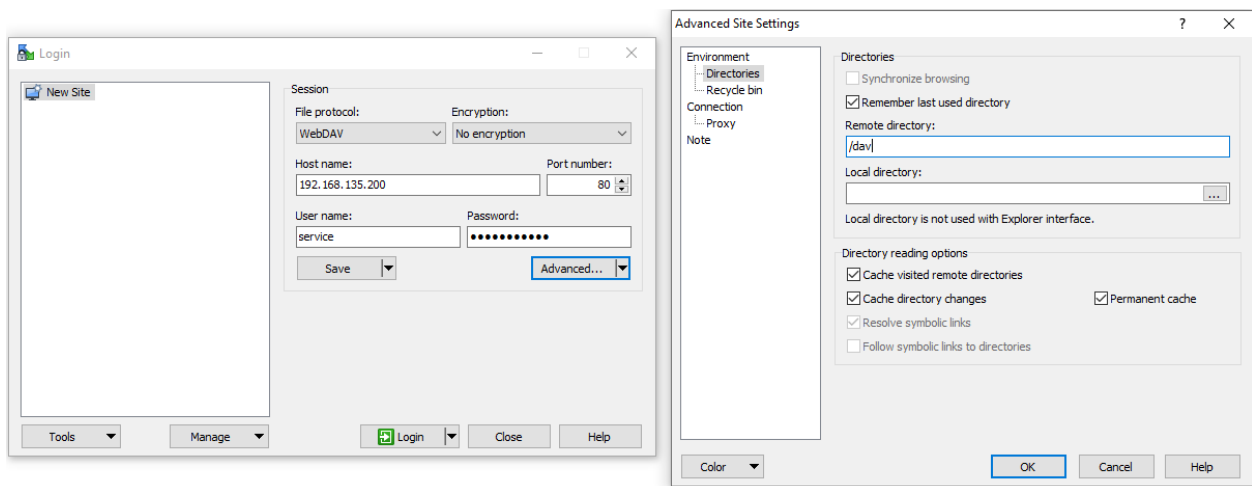 Login
New Site
Session
File protocol:
Encryption:
WebDAV
No encryption
Host name:
Port number:
192.168.135.200
80
User name:
Password:
service
●●●●●●●●●●●
Save
Advanced...
Tools
Manage
Login
Close
Help
Advanced Site Settings
?
Environment
Directories
Recycle bin
Connection
Proxy
Note
Directories
Synchronize browsing
Remember last used directory
Remote directory:
/dav
Local directory:
...
Local directory is not used with Explorer interface.
Directory reading options
Cache visited remote directories
Cache directory changes
Permanent cache
Resolve symbolic links
Follow symbolic links to directories
Color
OK
Cancel
Help